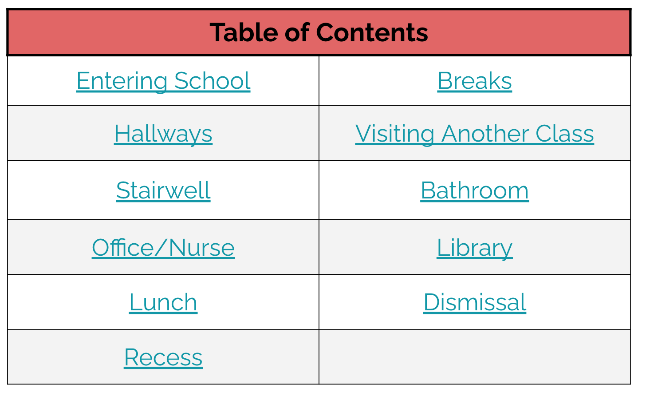 Table of Contents
Entering School
Breaks
Hallways
Visiting Another Class
Stairwell
Bathroom
Office/Nurse
Library
Lunch
Dismissal
Recess